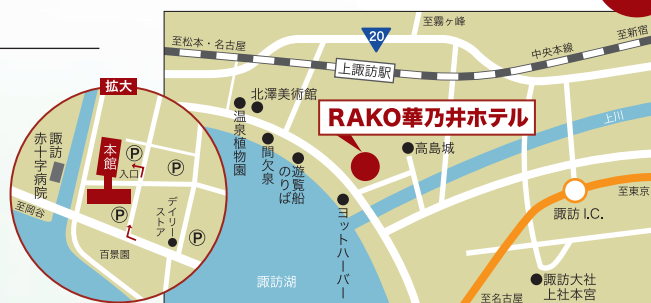 至霧ヶ峰
至新宿
20
至松本・名古屋
中央本線
上諏訪駅
拡大
北澤美術館
RAKO華乃井ホテル
上川
温泉植物園
間欠泉
遊覧船
のりば
高島城
ヨットハーバー
諏訪
赤十字病院
本館
P
入口
P
至岡谷
P
デイリー
ストア
P
百景園
諏訪湖
至東京
諏訪 I.C.
諏訪大社
上社本宮
至名古屋